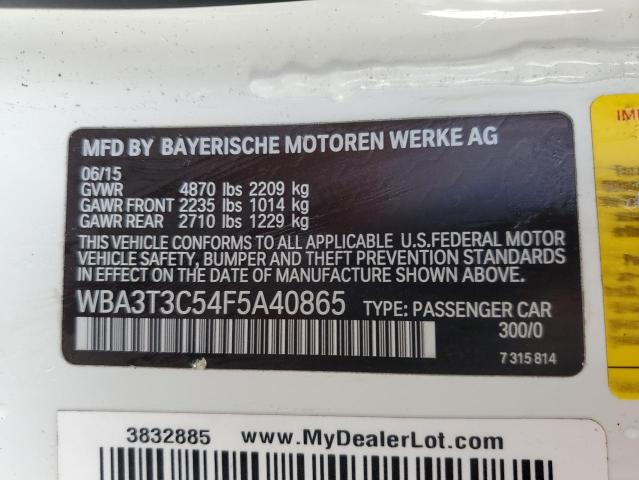 MFD BY BAYERISCHE MOTOREN WERKE AG
06/15
GVWR 4870 lbs 2209 kg
GAWR FRONT 2235 lbs 1014 kg
GAWR REAR 2710 lbs 1229 kg
THIS VEHICLE CONFORMS TO ALL APPLICABLE U.S.FEDERAL MOTOR
VEHICLE SAFETY, BUMPER AND THEFT PREVENTION STANDARDS
IN EFFECT ON THE DATE OF MANUFACTURE SHOWN ABOVE.
WBA3T3C54F5A40865 TYPE: PASSENGER CAR
300/0
7 315 814
3832885 www.MyDealerLot.com